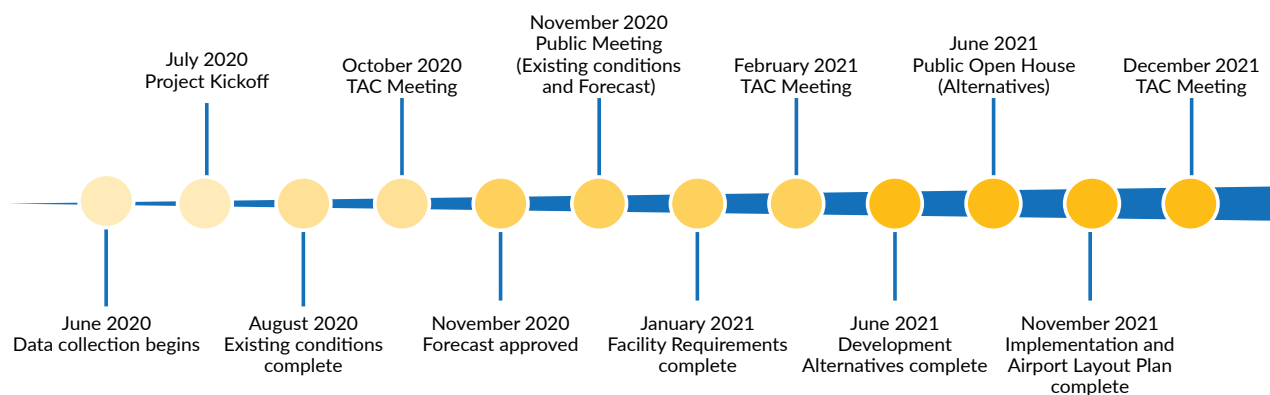 June 2020
Data collection begins
July 2020
Project Kickoff
August 2020
Existing conditions
complete
October 2020
TAC Meeting
November 2020
Forecast approved
November 2020
Public Meeting
(Existing conditions
and Forecast)
January 2021
Facility Requirements
complete
February 2021
TAC Meeting
June 2021
Development
Alternatives complete
June 2021
Public Open House
(Alternatives)
November 2021
Implementation and
Airport Layout Plan
complete
December 2021
TAC Meeting